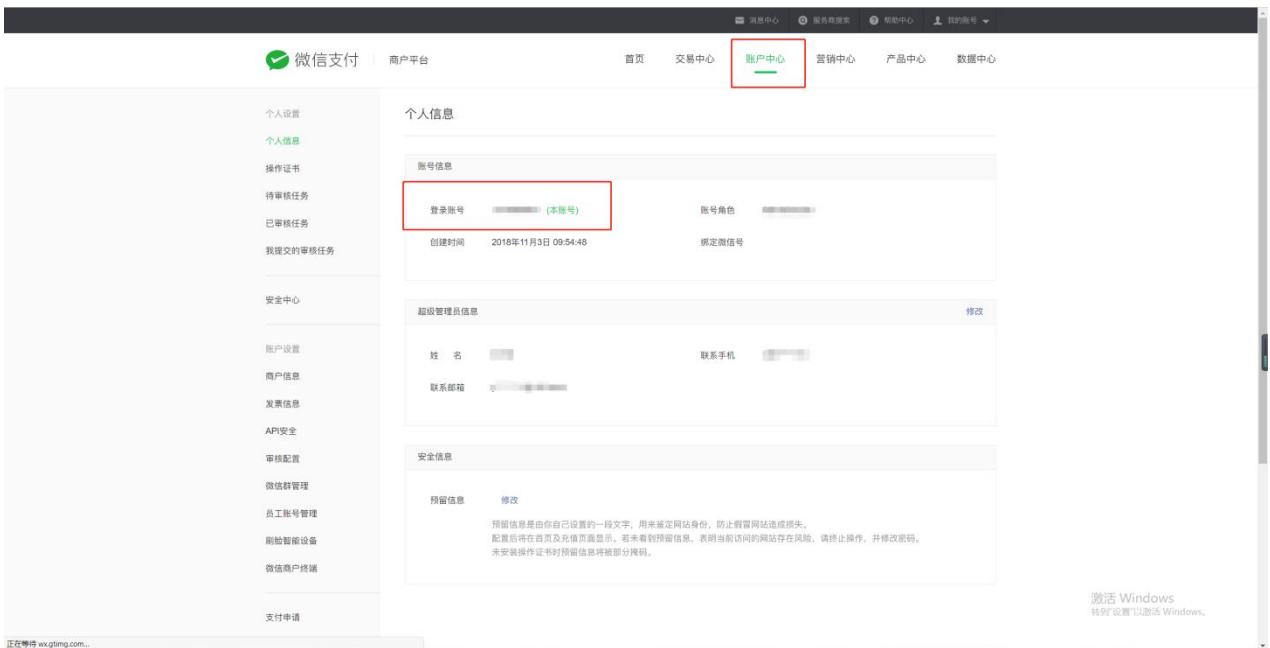 消息中心 服务商搜索 帮助中心 我的账号
微信支付 商户平台 首页 交易中心 账户中心 营销中心 产品中心 数据中心
个人设置
个人信息
操作证书
待审核任务
已审核任务
我提交的审核任务
安全中心
账户设置
商户信息
发票信息
API安全
审核配置
微信群管理
员工账号管理
刷脸智能设备
微信商户终端
支付申请
个人信息
账号信息
登录账号 (本账号) 账号角色
创建时间 2018年11月3日 09:54:48 绑定微信号
超级管理员信息 修改
姓 名 联系手机
联系邮箱
安全信息
预留信息 修改
预留信息是由你自己设置的一段文字，用来鉴定网站身份，防止假冒网站造成损失。
配置后将在首页及充值页面显示。若未看到预留信息，表明当前访问的网站存在风险，请终止操作，并修改密码。
未安装操作证书时预留信息将被部分掩码。
激活 Windows
转到"设置"以激活 Windows。
正在等待 wx.gtimg.com...